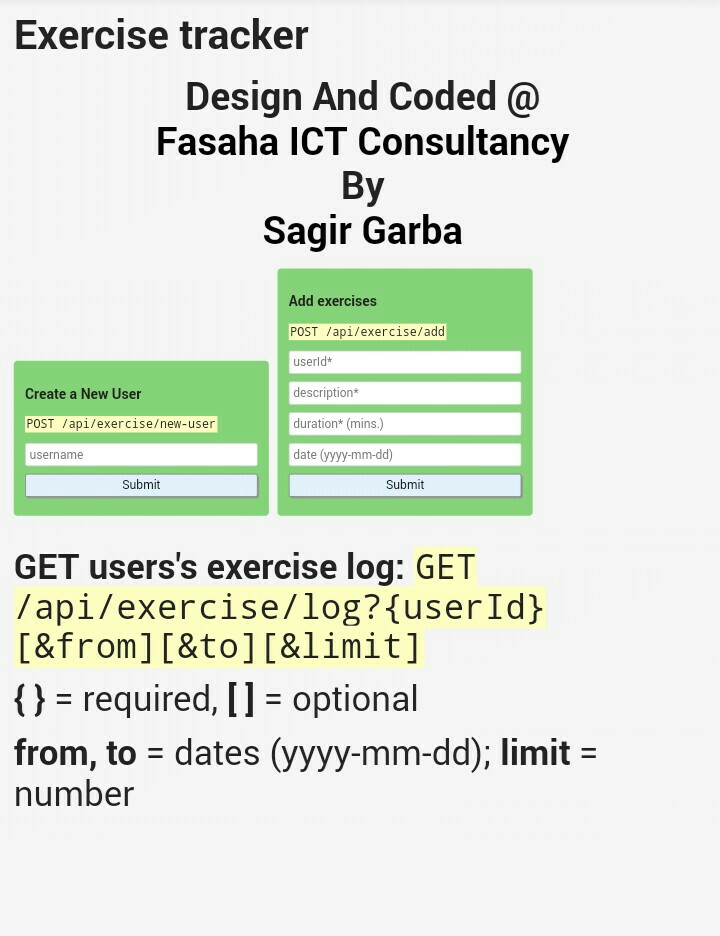 Exercise tracker
Design And Coded @
Fasaha ICT Consultancy
By
Sagir Garba
Create a New User
POST /api/exercise/new-user
username
Submit
Add exercises
POST /api/exercise/add
userId*
description*
duration* (mins.)
date (yyyy-mm-dd)
Submit
GET users's exercise log: GET
/api/exercise/log?{userId}
[&from][&to][&limit]
{ } = required, [ ] = optional
from, to = dates (yyyy-mm-dd); limit =
number